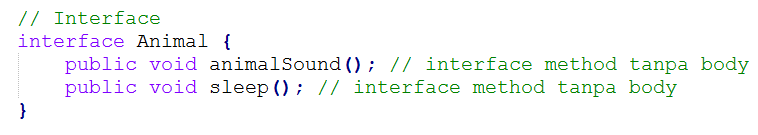 // Interface
interface Animal {
    public void animalSound(); // interface method tanpa body
    public void sleep(); // interface method tanpa body
}